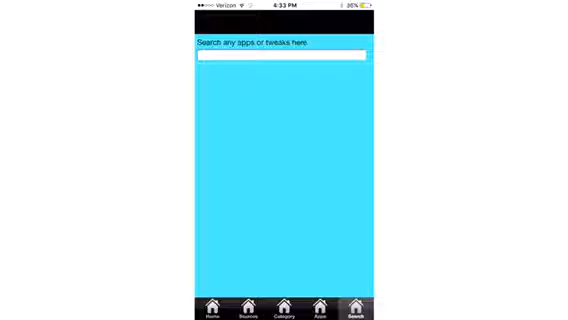 Verizon 4:33 PM 36%
Search any apps or tweaks here
Home Sources Category Apps Search